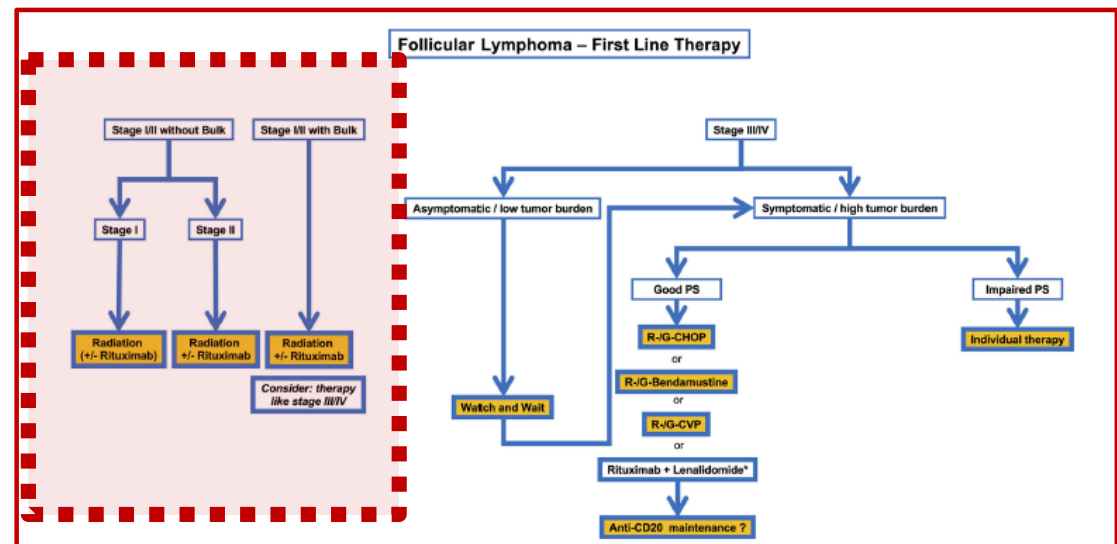 Follicular Lymphoma – First Line Therapy
Stage I/II without Bulk
Stage I/II with Bulk
Stage III/IV
Asymptomatic / low tumor burden
Symptomatic / high tumor burden
Stage I
Stage II
Good PS
Impaired PS
Radiation
(+/- Rituximab)
Radiation
+/- Rituximab
Radiation
+/- Rituximab
Consider: therapy
like stage III/IV
Watch and Wait
R-/G-CHOP
or
R-/G-Bendamustine
or
R-/G-CVP
or
Rituximab + Lenalidomide*
Anti-CD20 maintenance ?
Individual therapy